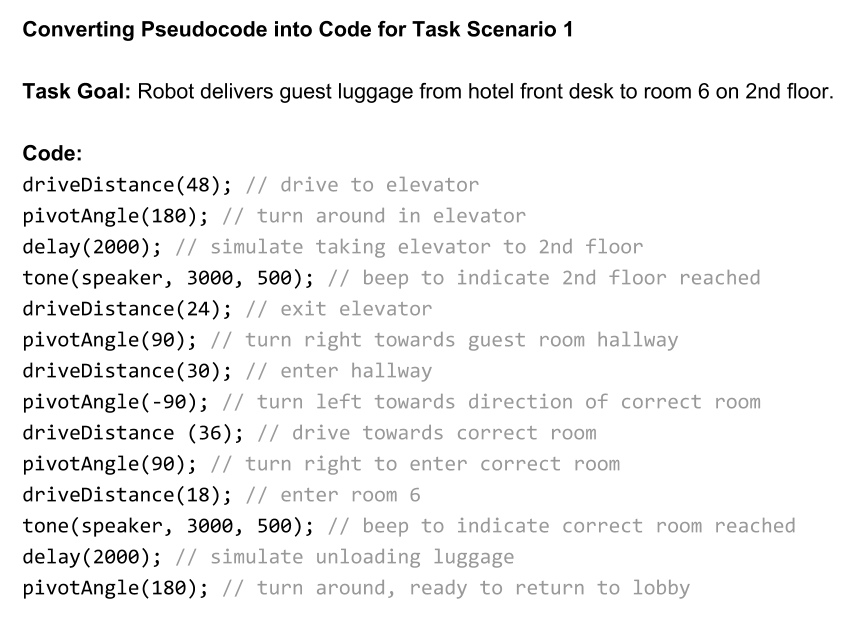 Converting Pseudocode into Code for Task Scenario 1
Task Goal: Robot delivers guest luggage from hotel front desk to room 6 on 2nd floor.
Code:
driveDistance(48); // drive to elevator
pivotAngle(180); // turn around in elevator
delay(2000); // simulate taking elevator to 2nd floor
tone(speaker, 3000, 500); // beep to indicate 2nd floor reached
driveDistance(24); // exit elevator
pivotAngle(90); // turn right towards guest room hallway
driveDistance(30); // enter hallway
pivotAngle(-90); // turn left towards direction of correct room
driveDistance (36); // drive towards correct room
pivotAngle(90); // turn right to enter correct room
driveDistance(18); // enter room 6
tone(speaker, 3000, 500); // beep to indicate correct room reached
delay(2000); // simulate unloading luggage
pivotAngle(180); // turn around, ready to return to lobby